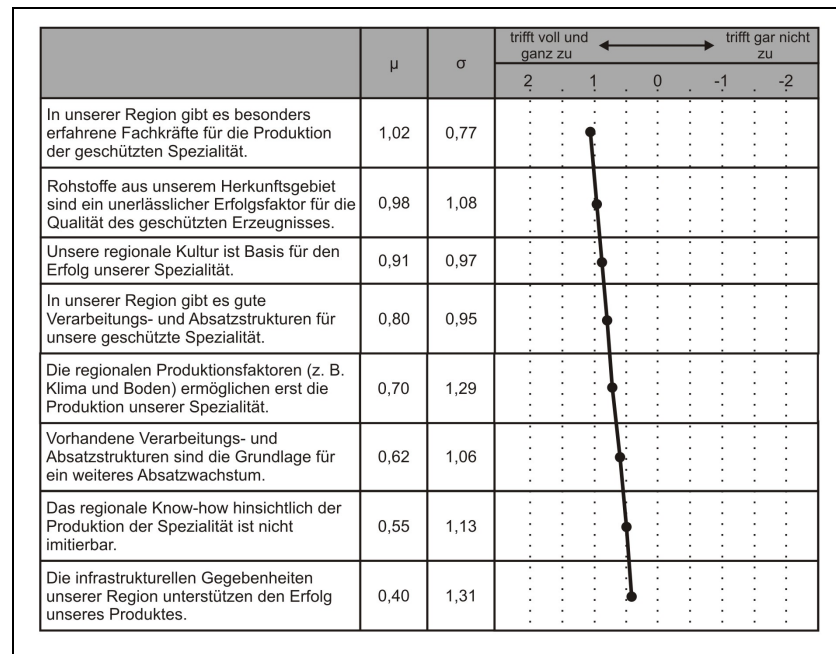 μ
σ
trifft voll und
ganz zu
trifft gar nicht
zu
2 1 0 -1 -2
In unserer Region gibt es besonders
erfahrene Fachkräfte für die Produktion
der geschützten Spezialität.
1,02
0,77
Rohstoffe aus unserem Herkunftsgebiet
sind ein unerlässlicher Erfolgsfaktor für die
Qualität des geschützten Erzeugnisses.
0,98
1,08
Unsere regionale Kultur ist Basis für den
Erfolg unserer Spezialität.
0,91
0,97
In unserer Region gibt es gute
Verarbeitungs- und Absatzstrukturen für
unsere geschützte Spezialität.
0,80
0,95
Die regionalen Produktionsfaktoren (z. B.
Klima und Boden) ermöglichen erst die
Produktion unserer Spezialität.
0,70
1,29
Vorhandene Verarbeitungs- und
Absatzstrukturen sind die Grundlage für
ein weiteres Absatzwachstum.
0,62
1,06
Das regionale Know-how hinsichtlich der
Produktion der Spezialität ist nicht
imitierbar.
0,55
1,13
Die infrastrukturellen Gegebenheiten
unserer Region unterstützen den Erfolg
unseres Produktes.
0,40
1,31